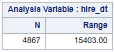 Analysis Variable : hire_dt
N Range
4867 15403.00